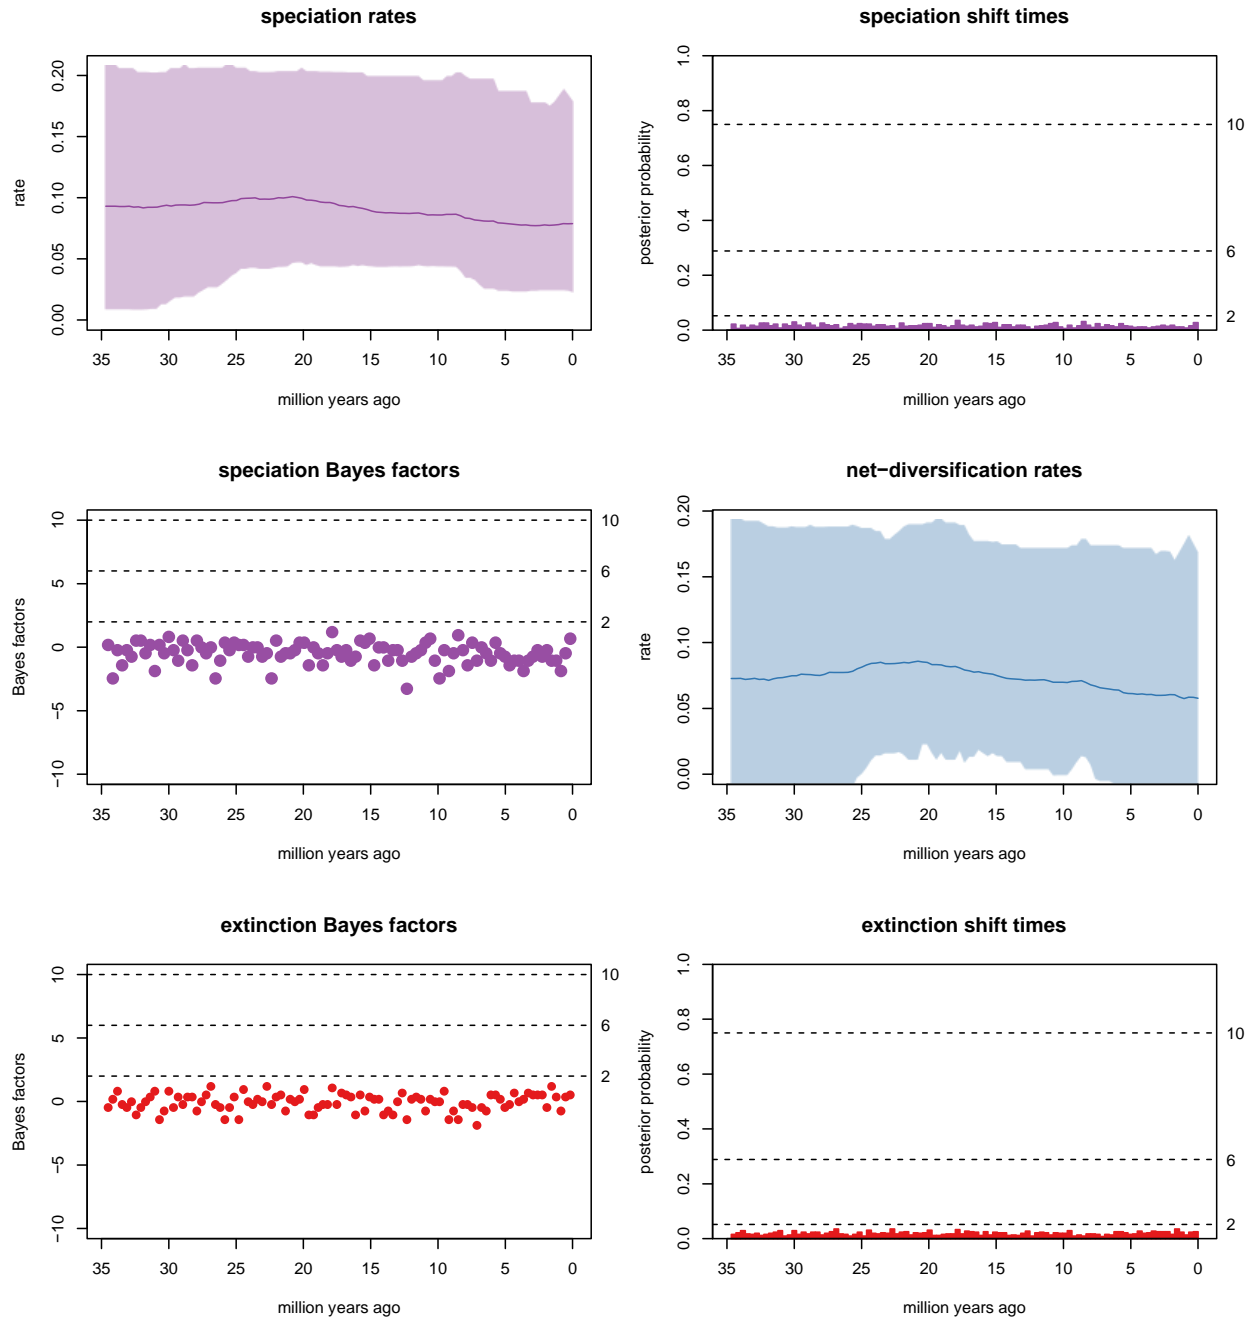 speciation rates
rate
0.00 0.05 0.10 0.15 0.20
35 30 25 20 15 10 5 0
million years ago
speciation shift times
posterior probability
0.0 0.2 0.4 0.6 0.8 1.0
10
6
2
35 30 25 20 15 10 5 0
million years ago
speciation Bayes factors
Bayes factors
−10 −5 0 5 10
10
6
2
35 30 25 20 15 10 5 0
million years ago
net−diversification rates
rate
0.00 0.05 0.10 0.15 0.20
35 30 25 20 15 10 5 0
million years ago
extinction Bayes factors
Bayes factors
−10 −5 0 5 10
10
6
2
35 30 25 20 15 10 5 0
million years ago
extinction shift times
posterior probability
0.0 0.2 0.4 0.6 0.8 1.0
10
6
2
35 30 25 20 15 10 5 0
million years ago